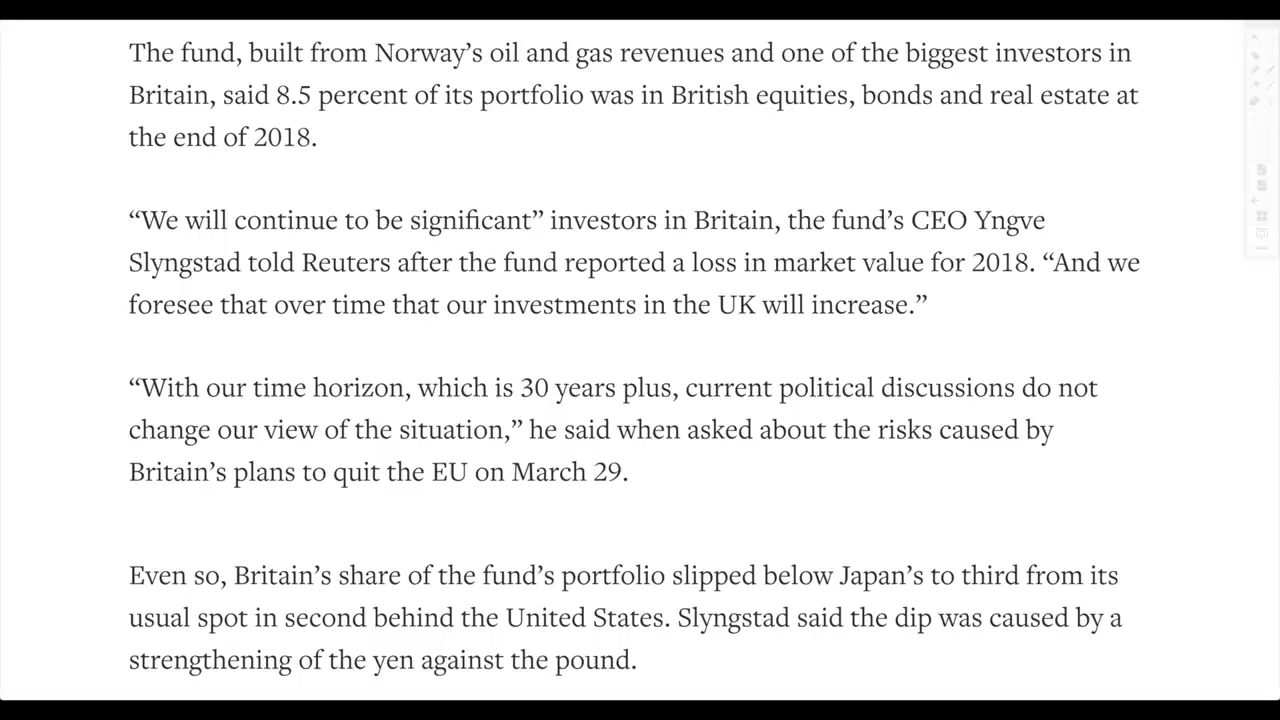 The fund, built from Norway’s oil and gas revenues and one of the biggest investors in
Britain, said 8.5 percent of its portfolio was in British equities, bonds and real estate at
the end of 2018.
“We will continue to be significant” investors in Britain, the fund’s CEO Yngve
Slyngstad told Reuters after the fund reported a loss in market value for 2018. “And we
foresee that over time that our investments in the UK will increase.”
“With our time horizon, which is 30 years plus, current political discussions do not
change our view of the situation,” he said when asked about the risks caused by
Britain’s plans to quit the EU on March 29.
Even so, Britain’s share of the fund’s portfolio slipped below Japan’s to third from its
usual spot in second behind the United States. Slyngstad said the dip was caused by a
strengthening of the yen against the pound.